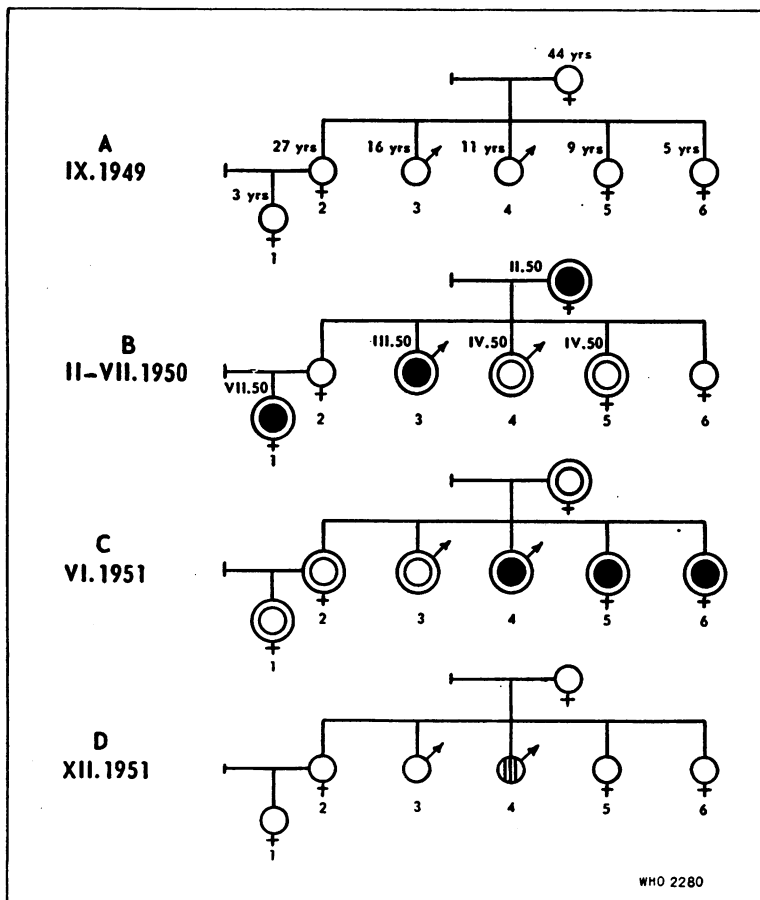 44 yrs
A
IX.1949
27 yrs 16 yrs 11 yrs 9 yrs 5 yrs
3 yrs
2 3 4 5 6
1
II.50
B
II–VII.1950
III.50 IV.50 IV.50
VII.50
2 3 4 5 6
1
C
VI.1951
2 3 4 5 6
1
D
XII.1951
2 3 4 5 6
1
WHO 2280